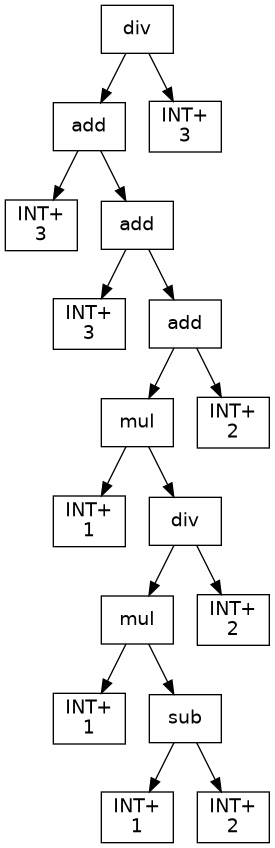 div
add
INT+
3
INT+
3
add
INT+
3
add
mul
INT+
2
INT+
1
div
mul
INT+
2
INT+
1
sub
INT+
1
INT+
2